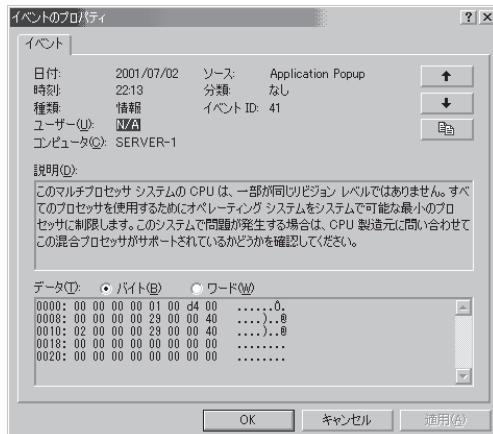 イベントのプロパティ
イベント
日付: 2001/07/02 ソース: Application Popup
時刻: 22:13 分類: なし
種類: 情報 イベント ID: 41
ユーザー(U): N/A
コンピュータ(C): SERVER-1
説明(D):
このマルチプロセッサ システムの CPU は、一部が同じリビジョン レベルではありません。すべ
てのプロセッサを使用するためにオペレーティング システムをシステムで可能な最小のプロ
セッサに制限します。このシステムで問題が発生する場合は、CPU 製造元に問い合わせて
この混合プロセッサがサポートされているかどうかを確認してください。
データ(T): バイト(B) ワード(W)
0000: 00 00 00 00 01 00 d4 00 ......Ô.
0008: 00 00 00 00 29 00 00 40 ....)..@
0010: 02 00 00 00 29 00 00 40 ....)..@
0018: 00 00 00 00 00 00 00 00 ........
0020: 00 00 00 00 00 00 00 00 ........
OK キャンセル 適用(A)